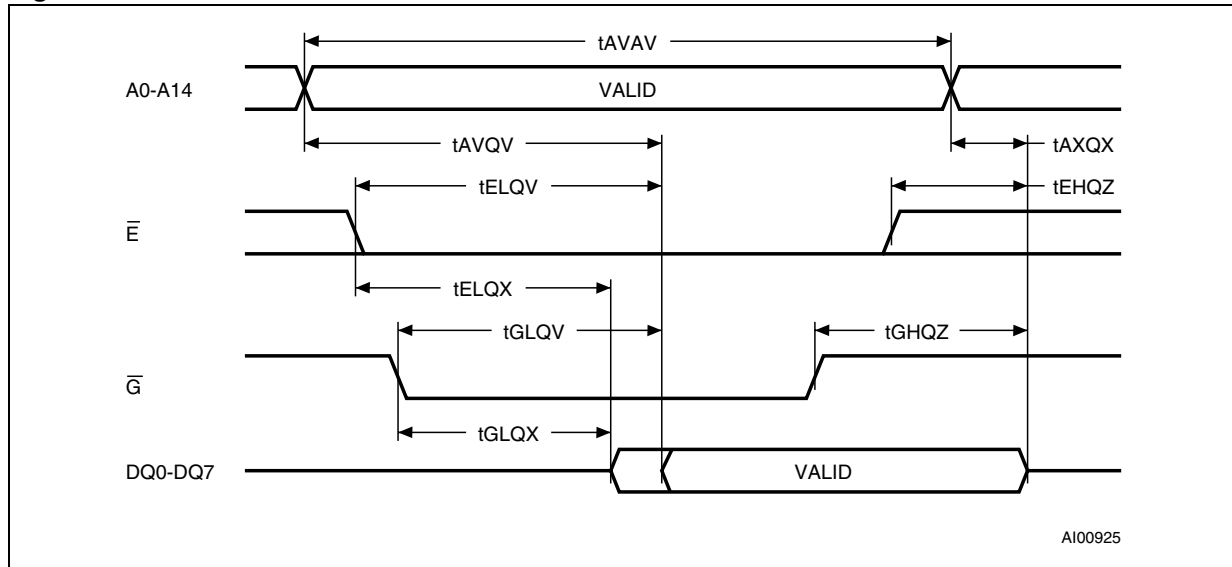 tAVAV
A0-A14
VALID
tAVQV
tAXQX
tELQV
tEHQZ
E̅
tELQX
tGLQV
tGHQZ
G̅
tGLQX
DQ0-DQ7
VALID
AI00925